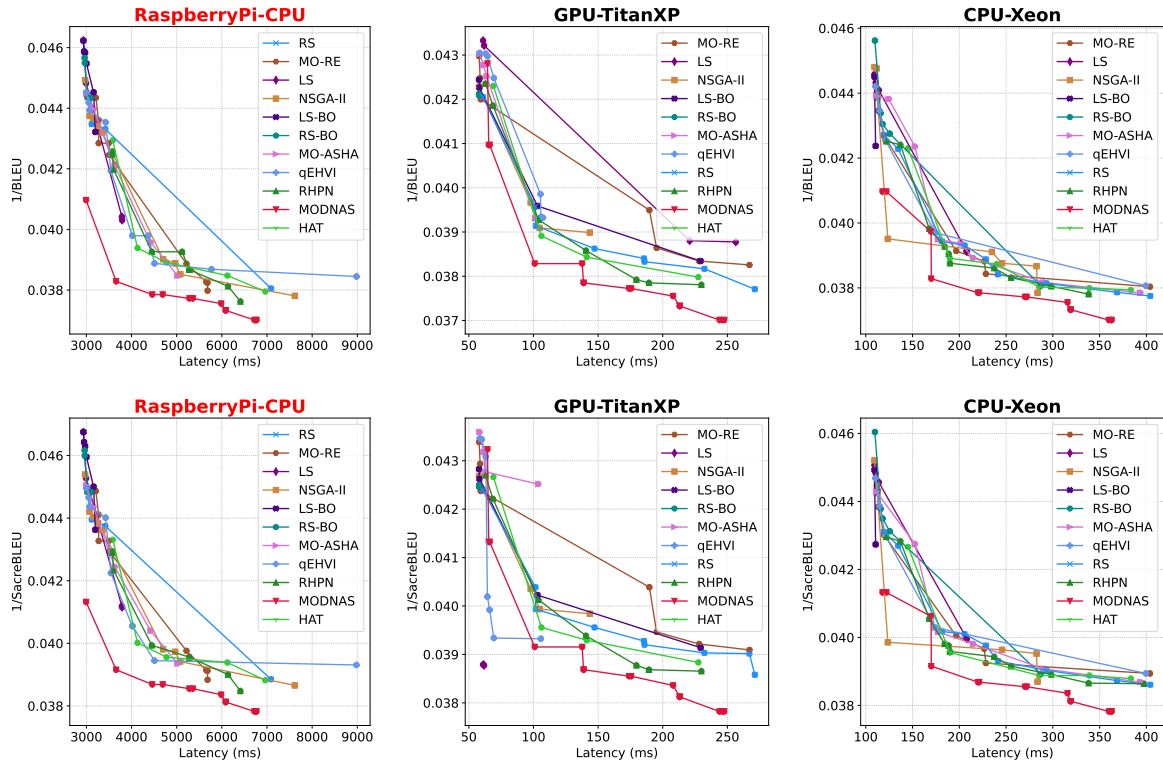 RaspberryPi-CPU
1/BLEU
0.046
0.044
0.042
0.040
0.038
3000 4000 5000 6000 7000 8000 9000
Latency (ms)
RS
MO-RE
LS
NSGA-II
LS-BO
RS-BO
MO-ASHA
qEHVI
RHPN
MODNAS
HAT
GPU-TitanXP
1/BLEU
0.043
0.042
0.041
0.040
0.039
0.038
0.037
50 100 150 200 250
Latency (ms)
MO-RE
LS
NSGA-II
LS-BO
RS-BO
MO-ASHA
qEHVI
RS
RHPN
MODNAS
HAT
CPU-Xeon
1/BLEU
0.046
0.044
0.042
0.040
0.038
100 150 200 250 300 350 400
Latency (ms)
MO-RE
LS
NSGA-II
LS-BO
RS-BO
MO-ASHA
qEHVI
RS
RHPN
MODNAS
HAT
RaspberryPi-CPU
1/SacreBLEU
0.046
0.044
0.042
0.040
0.038
3000 4000 5000 6000 7000 8000 9000
Latency (ms)
RS
MO-RE
LS
NSGA-II
LS-BO
RS-BO
MO-ASHA
qEHVI
RHPN
MODNAS
HAT
GPU-TitanXP
1/SacreBLEU
0.043
0.042
0.041
0.040
0.039
0.038
50 100 150 200 250
Latency (ms)
MO-RE
LS
NSGA-II
LS-BO
RS-BO
MO-ASHA
qEHVI
RS
RHPN
MODNAS
HAT
CPU-Xeon
1/SacreBLEU
0.046
0.044
0.042
0.040
0.038
100 150 200 250 300 350 400
Latency (ms)
MO-RE
LS
NSGA-II
LS-BO
RS-BO
MO-ASHA
qEHVI
RS
RHPN
MODNAS
HAT